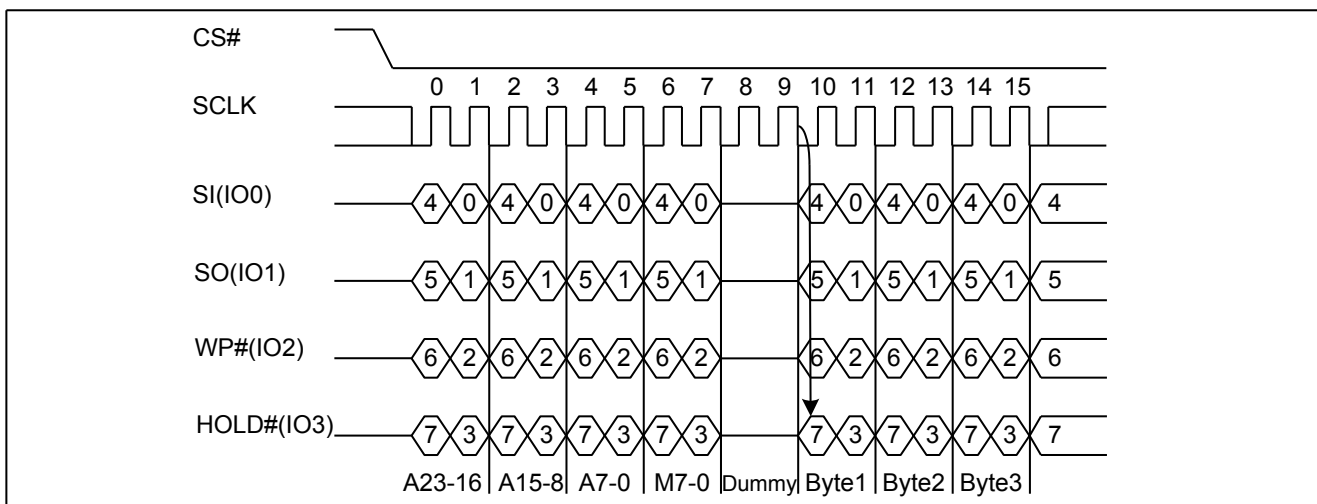 CS#
0 1 2 3 4 5 6 7 8 9 10 11 12 13 14 15
SCLK
SI(IO0) 4 0 4 0 4 0 4 0 4 0 4 0 4 0 4
SO(IO1) 5 1 5 1 5 1 5 1 5 1 5 1 5 1 5
WP#(IO2) 6 2 6 2 6 2 6 2 6 2 6 2 6 2 6
HOLD#(IO3) 7 3 7 3 7 3 7 3 7 3 7 3 7 3 7
A23-16 A15-8 A7-0 M7-0 Dummy Byte1 Byte2 Byte3